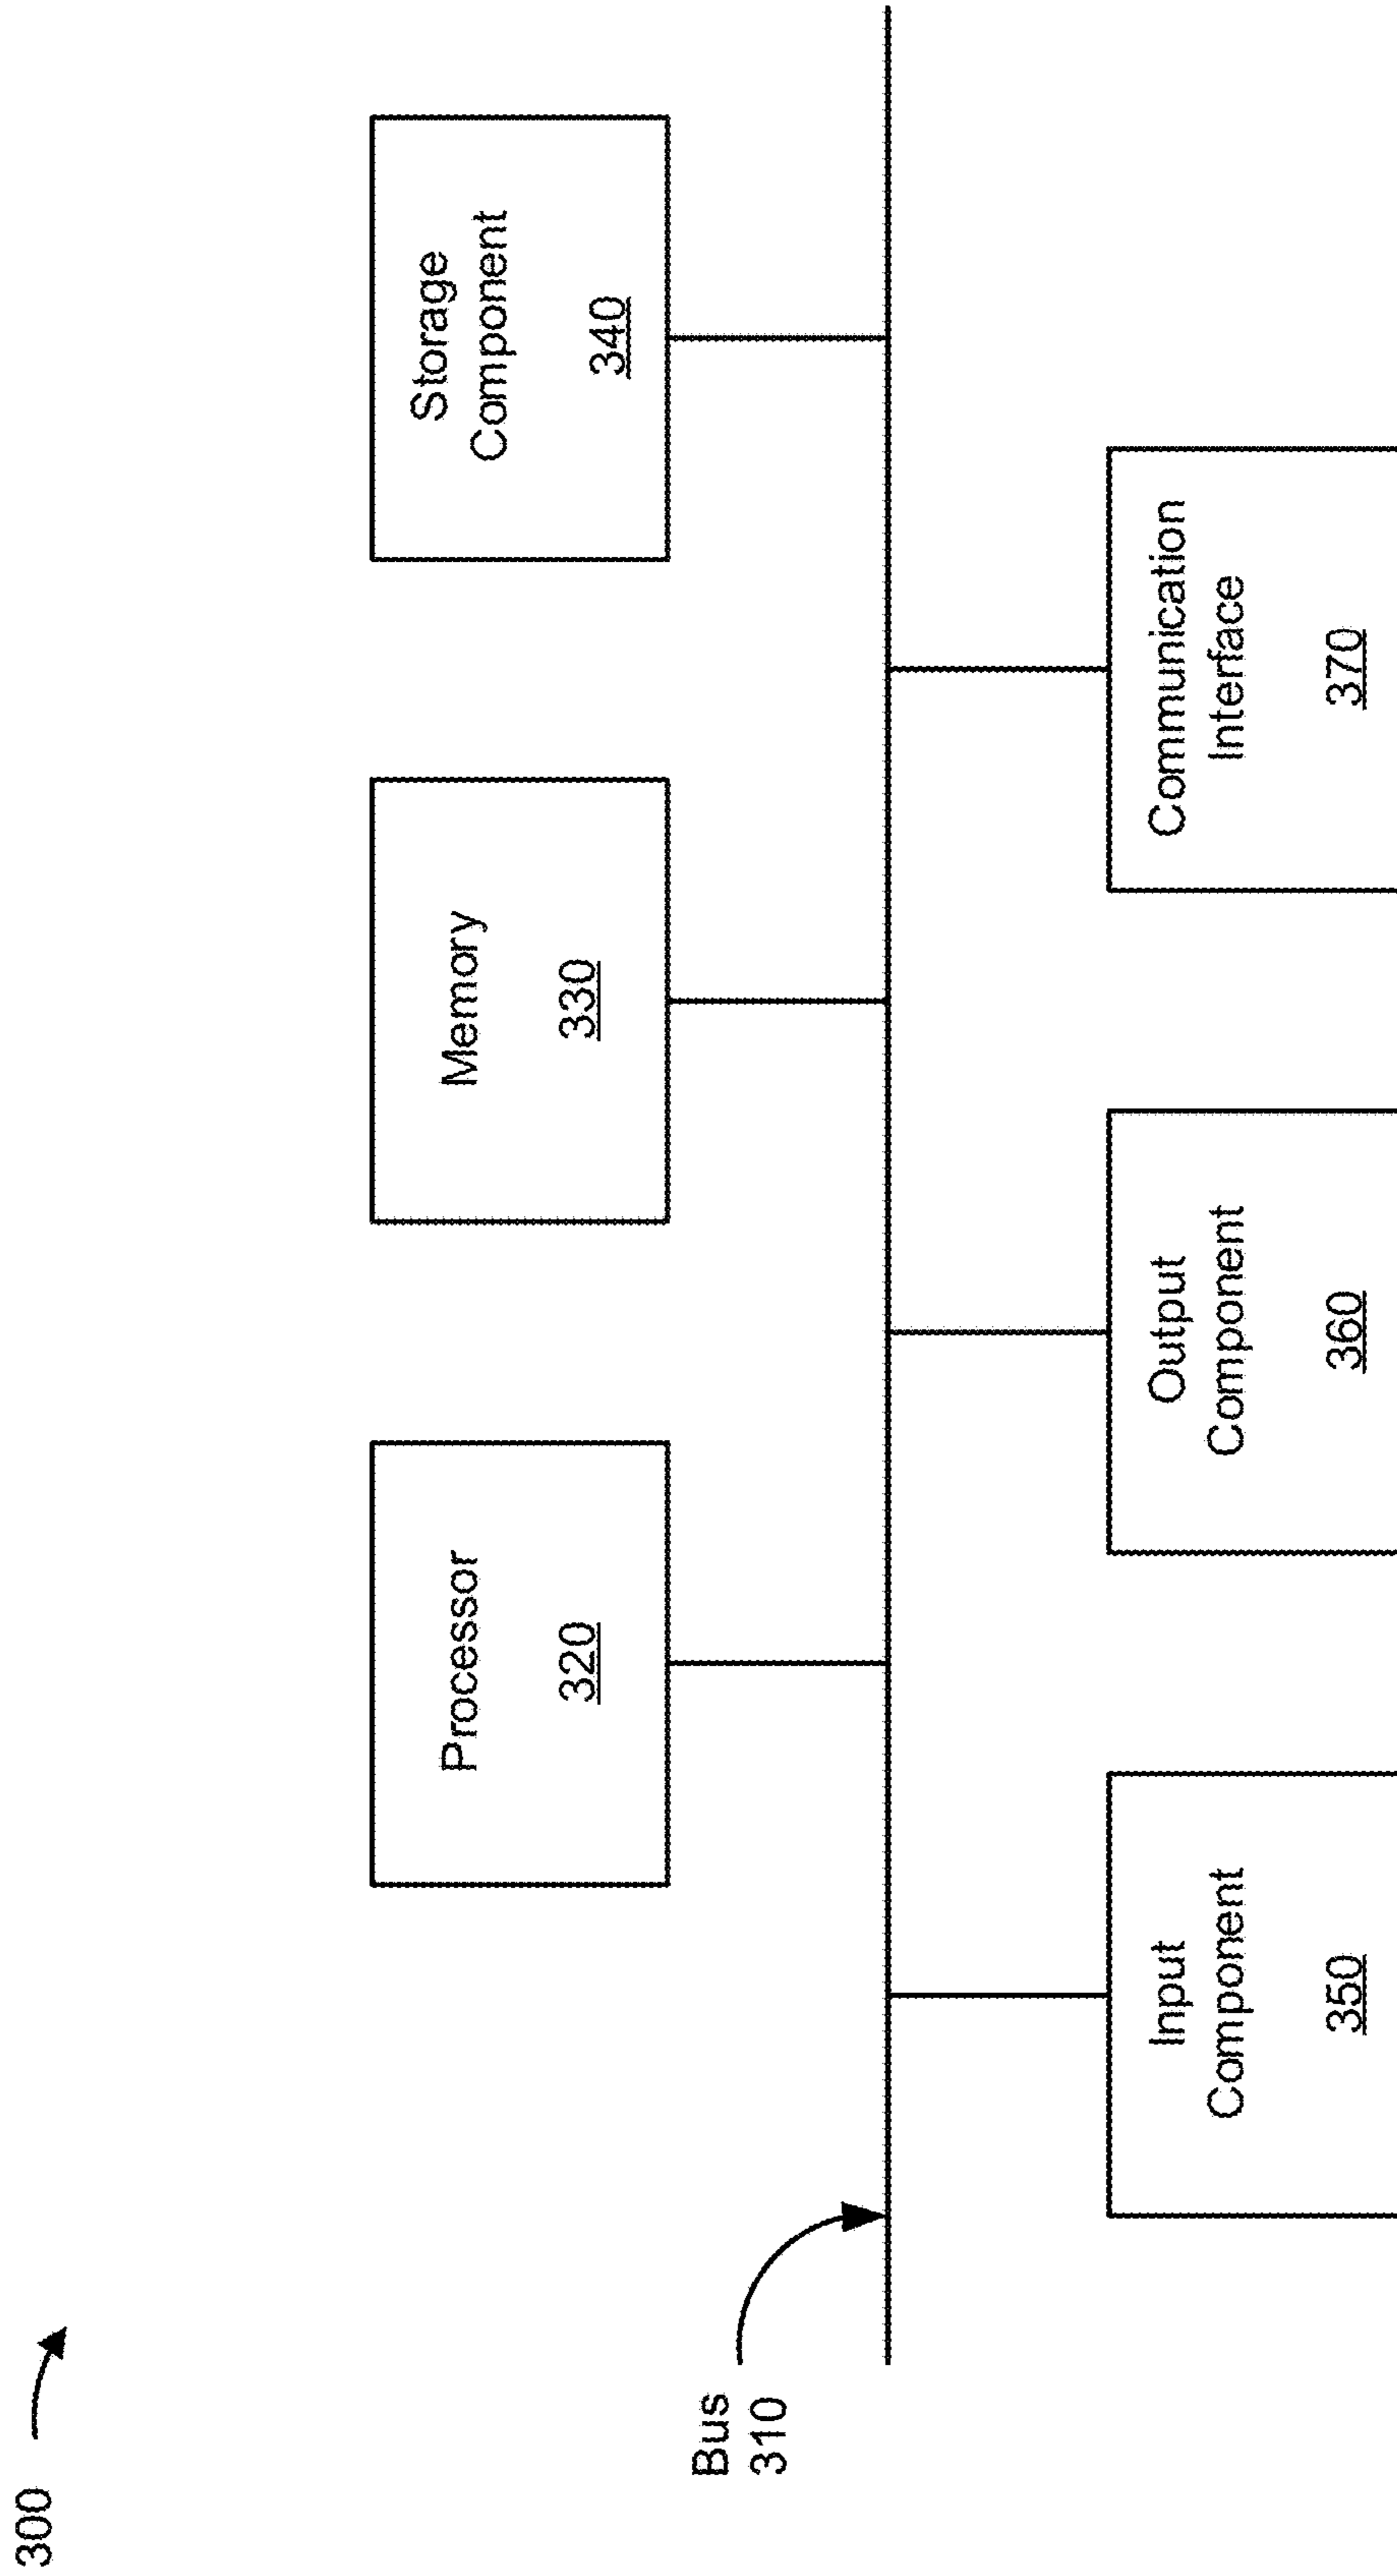 300
Processor
320
Memory
330
Storage
Component
340
Bus
310
Input
Component
350
Output
Component
360
Communication
Interface
370